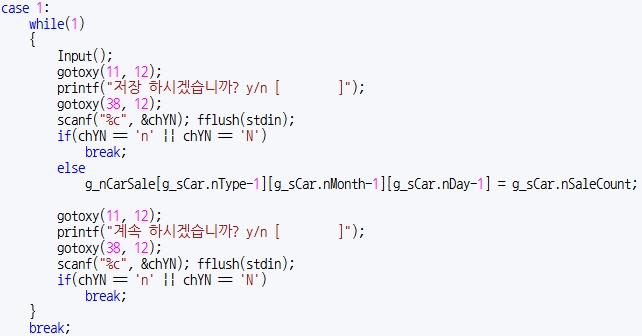 case 1:
    while(1)
    {
        Input();
        gotoxy(11, 12);
        printf("저장 하시겠습니까? y/n [        ]");
        gotoxy(38, 12);
        scanf("%c", &chYN); fflush(stdin);
        if(chYN == 'n' || chYN == 'N')
            break;
        else
            g_nCarSale[g_sCar.nType-1][g_sCar.nMonth-1][g_sCar.nDay-1] = g_sCar.nSaleCount;

        gotoxy(11, 12);
        printf("계속 하시겠습니까? y/n [        ]");
        gotoxy(38, 12);
        scanf("%c", &chYN); fflush(stdin);
        if(chYN == 'n' || chYN == 'N')
            break;
    }
    break;